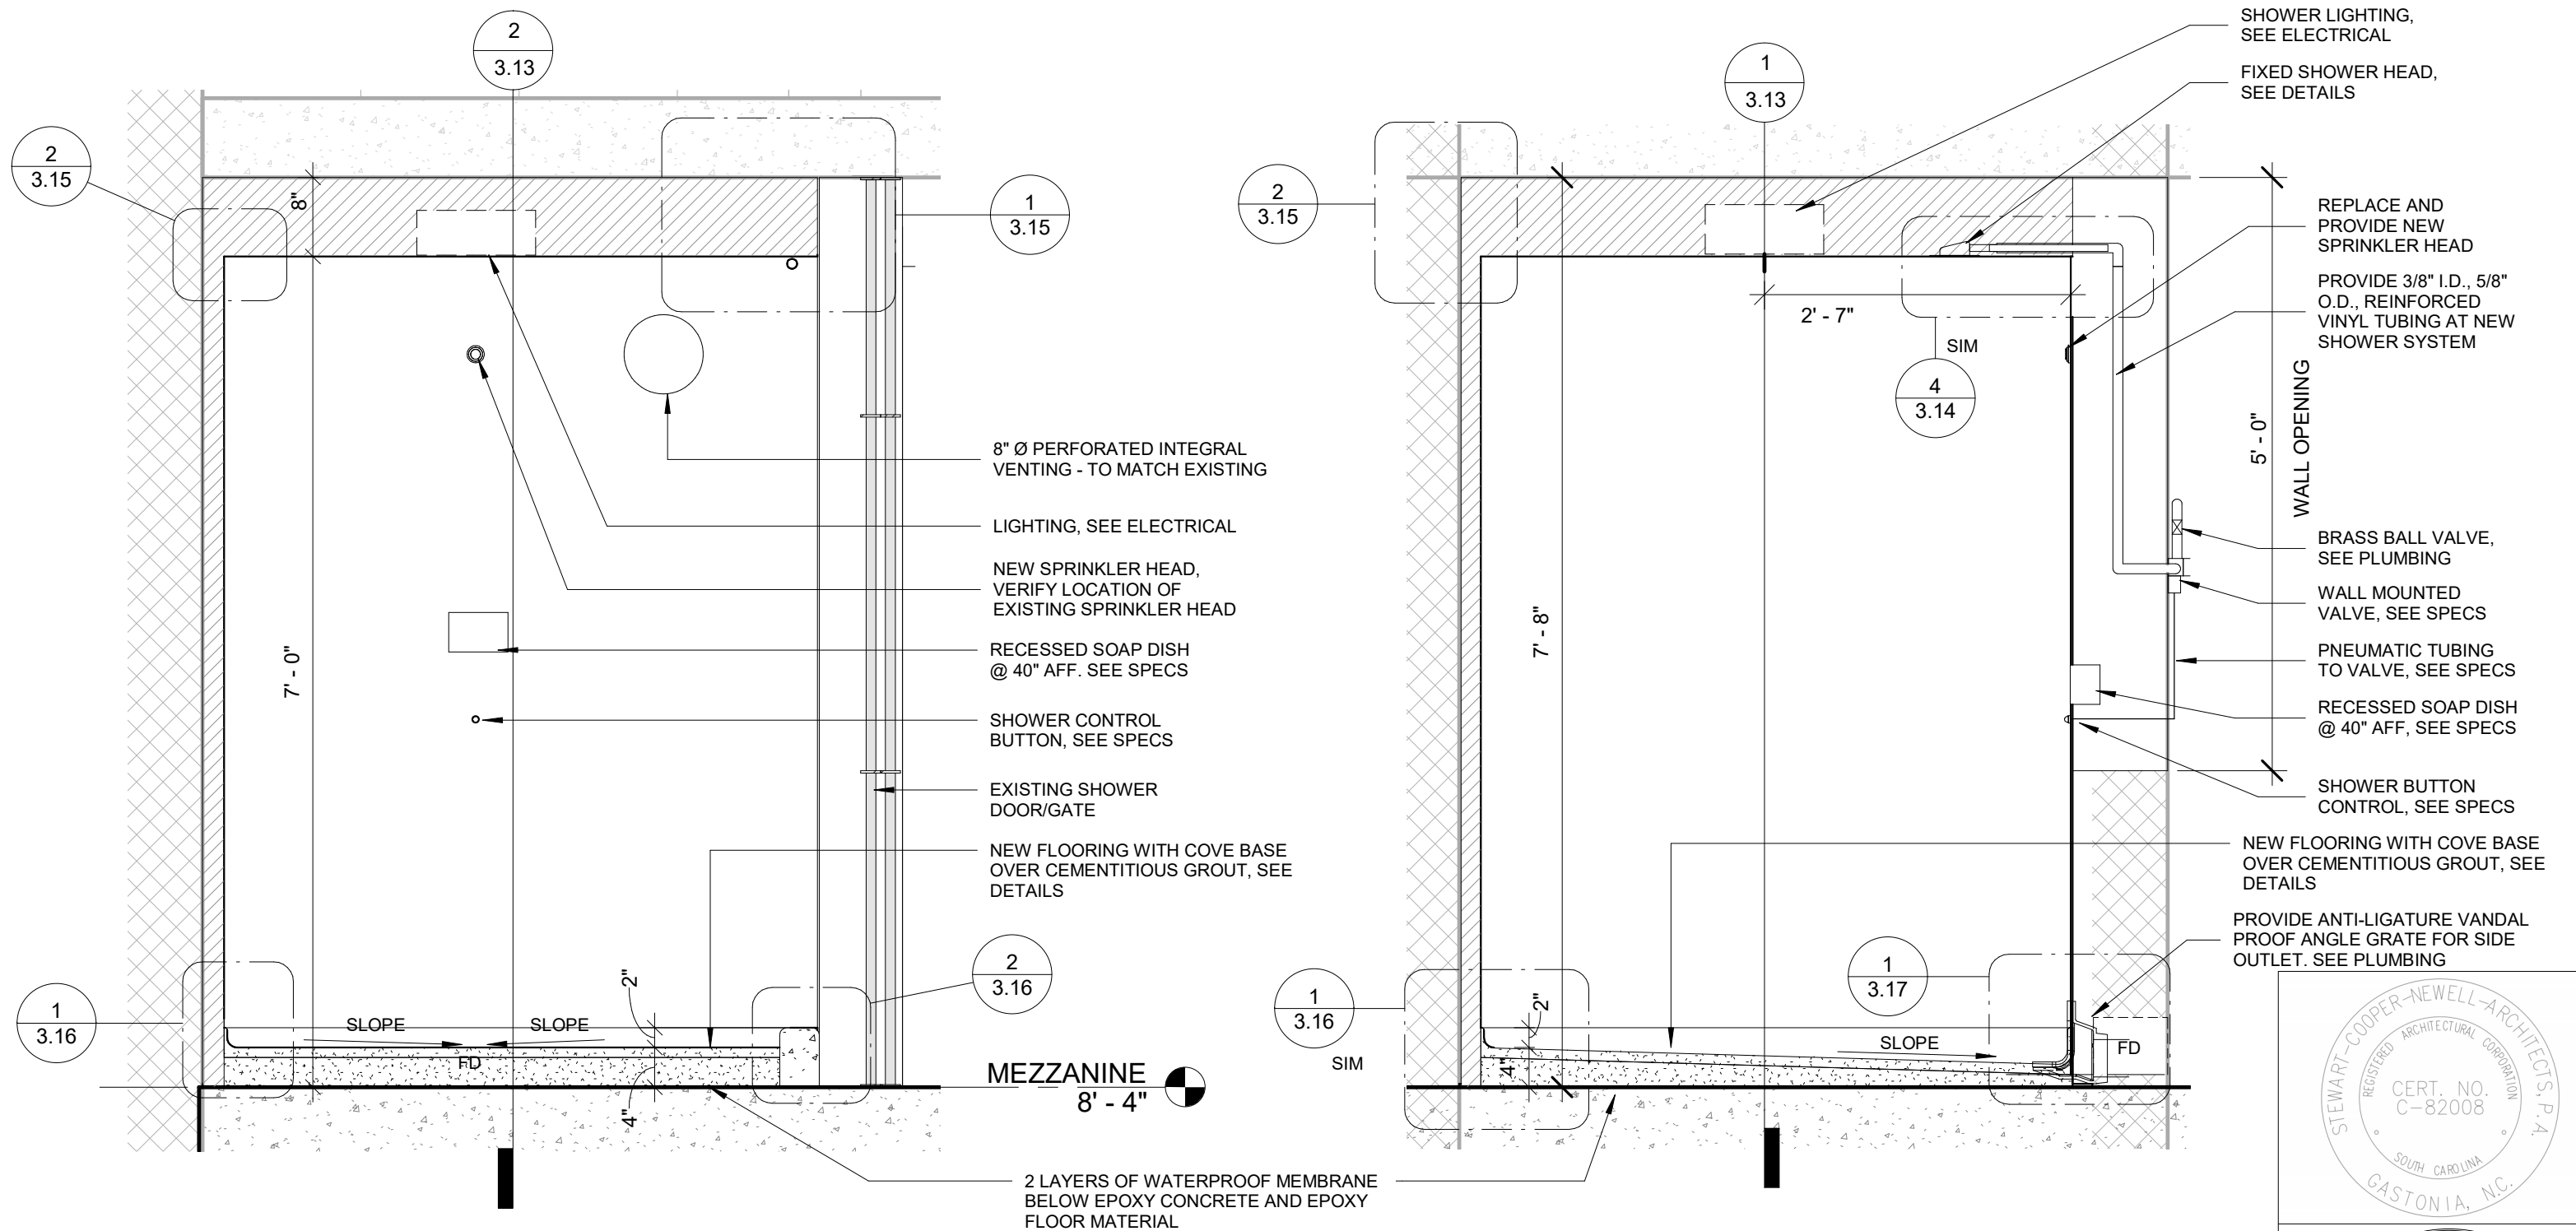 2
3.13
2
3.15
8"
1
3.15
7' - 0"
8" Ø PERFORATED INTEGRAL
VENTING - TO MATCH EXISTING
LIGHTING, SEE ELECTRICAL
NEW SPRINKLER HEAD,
VERIFY LOCATION OF
EXISTING SPRINKLER HEAD
RECESSED SOAP DISH
@ 40" AFF. SEE SPECS
SHOWER CONTROL
BUTTON, SEE SPECS
EXISTING SHOWER
DOOR/GATE
NEW FLOORING WITH COVE BASE
OVER CEMENTITIOUS GROUT, SEE
DETAILS
2
3.16
1
3.16
SLOPE
SLOPE
FD
2"
4"
MEZZANINE
8' - 4"
2 LAYERS OF WATERPROOF MEMBRANE
BELOW EPOXY CONCRETE AND EPOXY
FLOOR MATERIAL
1
3.13
2
3.15
SHOWER LIGHTING,
SEE ELECTRICAL
FIXED SHOWER HEAD,
SEE DETAILS
REPLACE AND
PROVIDE NEW
SPRINKLER HEAD
PROVIDE 3/8" I.D., 5/8"
O.D., REINFORCED
VINYL TUBING AT NEW
SHOWER SYSTEM
2' - 7"
SIM
4
3.14
7' - 8"
5' - 0"
WALL OPENING
BRASS BALL VALVE,
SEE PLUMBING
WALL MOUNTED
VALVE, SEE SPECS
PNEUMATIC TUBING
TO VALVE, SEE SPECS
RECESSED SOAP DISH
@ 40" AFF, SEE SPECS
SHOWER BUTTON
CONTROL, SEE SPECS
NEW FLOORING WITH COVE BASE
OVER CEMENTITIOUS GROUT, SEE
DETAILS
PROVIDE ANTI-LIGATURE VANDAL
PROOF ANGLE GRATE FOR SIDE
OUTLET. SEE PLUMBING
1
3.17
1
3.16
SIM
2"
4"
SLOPE
FD
STEWART-COOPER-NEWELL-ARCHITECTS, P.A.
REGISTERED ARCHITECTURAL CORPORATION
CERT. NO.
C-82008
SOUTH CAROLINA
GASTONIA, N.C.